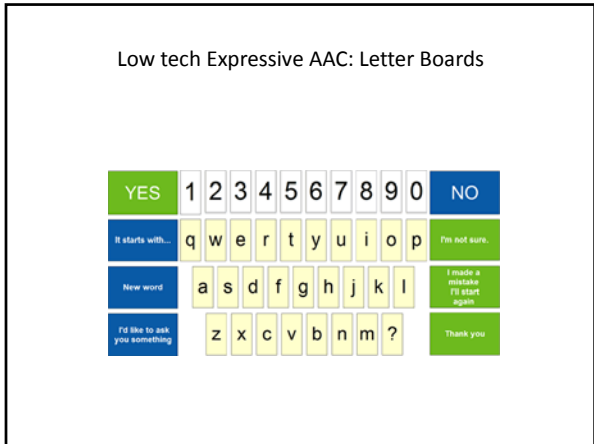 Low tech Expressive AAC: Letter Boards
YES 1 2 3 4 5 6 7 8 9 0 NO
It starts with... q w e r t y u i o p I'm not sure.
New word a s d f g h j k l I made a
mistake
I'll start
again
I'd like to ask
you something z x c v b n m ? Thank you